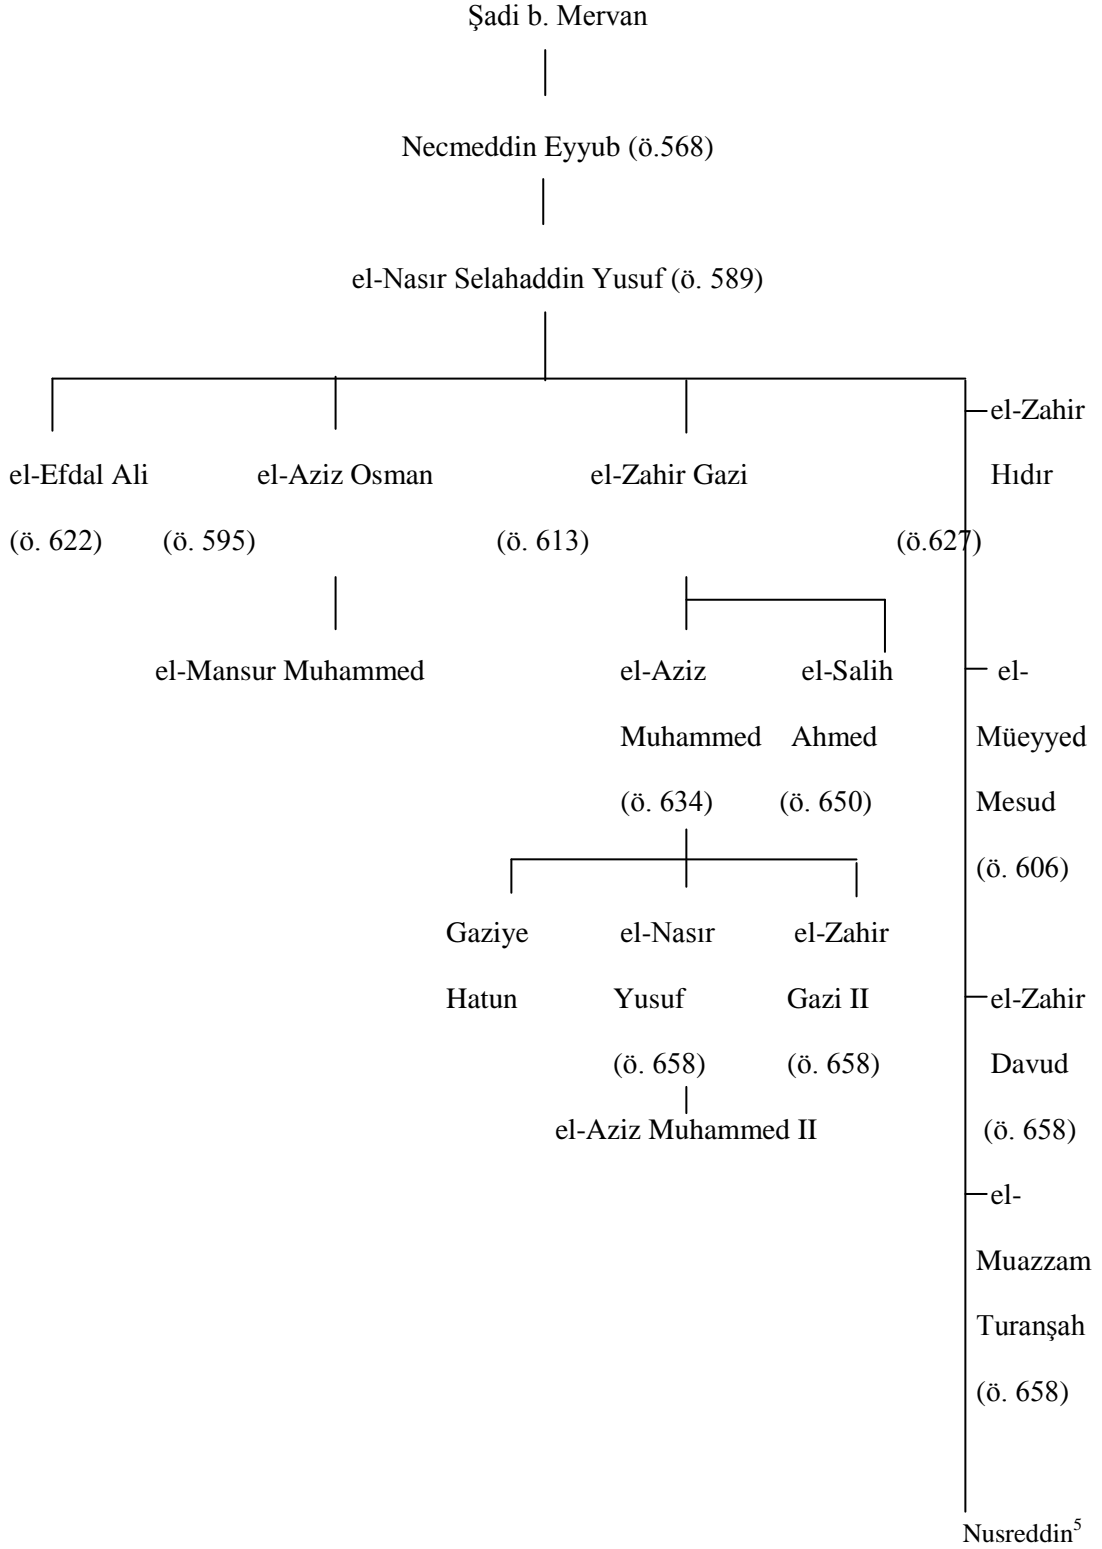 Şadi b. Mervan
Necmeddin Eyyub (ö.568)
el-Nasır Selahaddin Yusuf (ö. 589)
el-Zahir
el-Efdal Ali el-Aziz Osman el-Zahir Gazi Hıdır
(ö. 622) (ö. 595) (ö. 613) (ö.627)
el-Mansur Muhammed el-Aziz el-Salih el-
Muhammed Ahmed Müeyyed
(ö. 634) (ö. 650) Mesud
(ö. 606)
Gaziye el-Nasır el-Zahir
Hatun Yusuf Gazi II el-Zahir
(ö. 658) (ö. 658) Davud
el-Aziz Muhammed II (ö. 658)
el-
Muazzam
Turanşah
(ö. 658)
Nusreddin5